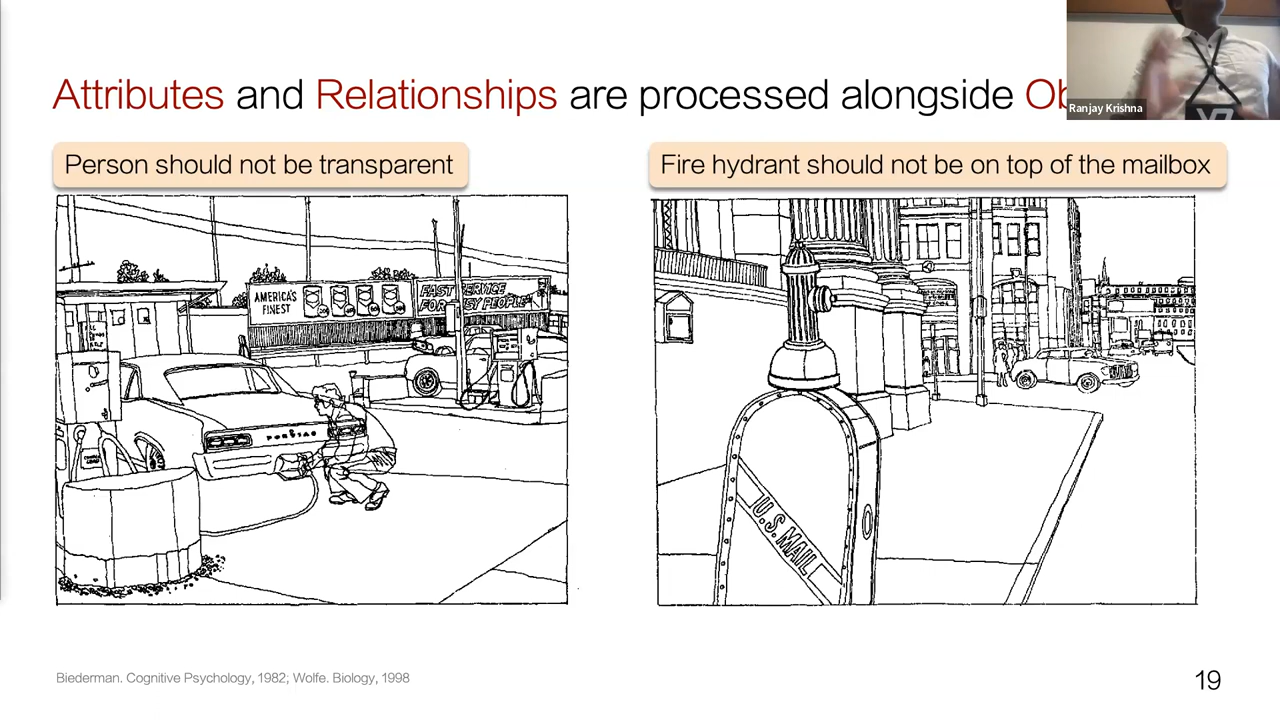 Attributes and Relationships are processed alongside
Ranjay Krishna
Person should not be transparent
Fire hydrant should not be on top of the mailbox
AMERICA'S
FINEST
FAST SERVICE
FOR BUSY PEOPLE
PONTIAC
U.S. MAIL
Biederman. Cognitive Psychology, 1982; Wolfe. Biology, 1998
19